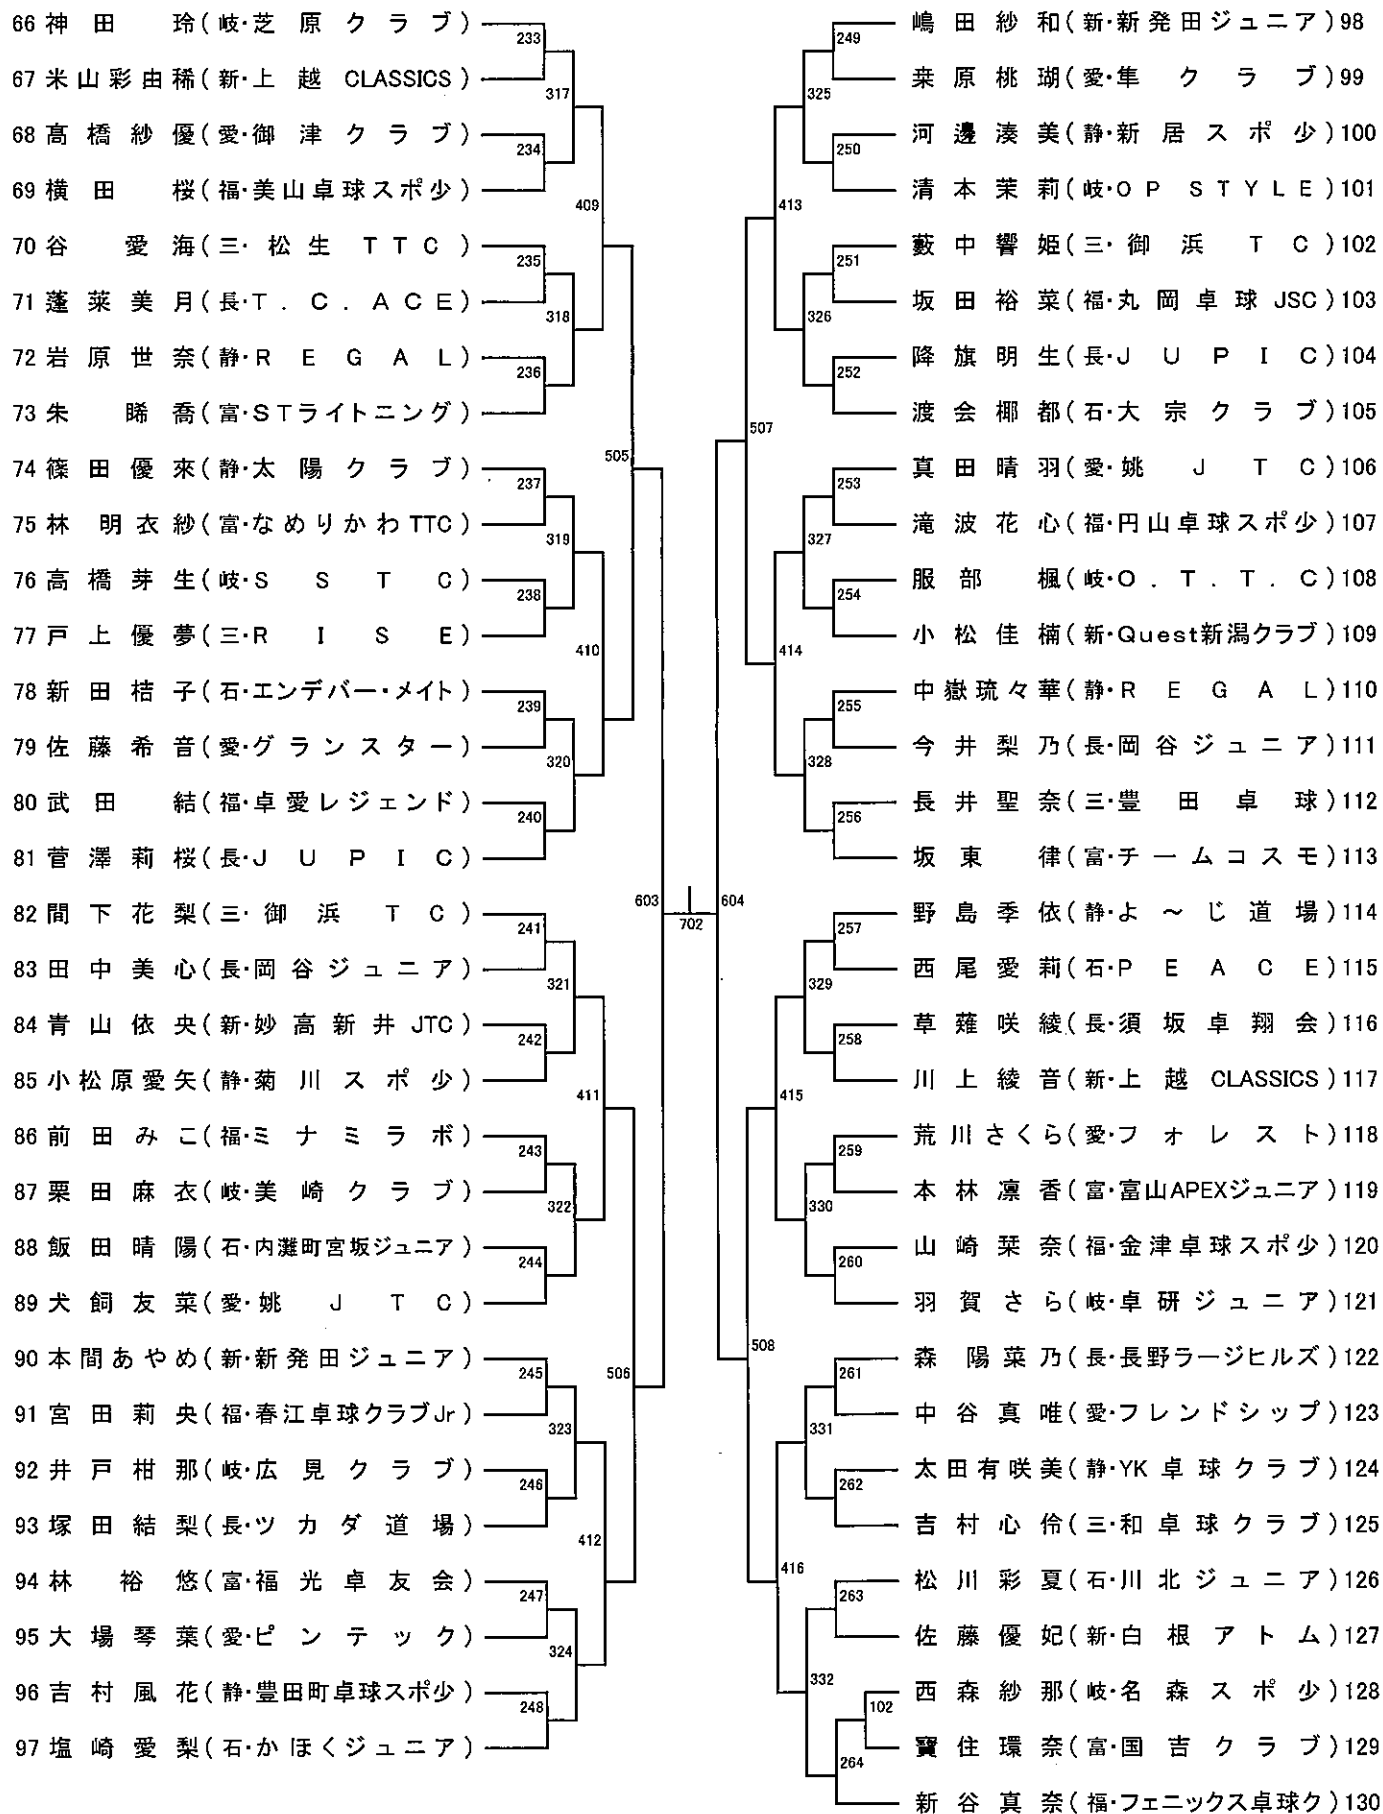 66 神田 玲 (岐・芝原クラブ)
67 米山彩由稀 (新・上越 CLASSICS)
68 髙橋紗優 (愛・御津クラブ)
69 横田 桜 (福・美山卓球スポ少)
70 谷 愛海 (三・松生TTC)
71 蓬莱美月 (長・T.C.ACE)
72 岩原世奈 (静・REGAL)
73 朱 睎喬 (富・STライトニング)
74 篠田優來 (静・太陽クラブ)
75 林 明衣紗 (富・なめりかわTTC)
76 高橋芽生 (岐・SSTC)
77 戸上優夢 (三・RISE)
78 新田桔子 (石・エンデバー・メイト)
79 佐藤希音 (愛・グランスター)
80 武田 結 (福・卓愛レジェンド)
81 菅澤莉桜 (長・JUPIC)
82 間下花梨 (三・御浜TC)
83 田中美心 (長・岡谷ジュニア)
84 青山依央 (新・妙高新井JTC)
85 小松原愛矢 (静・菊川スポ少)
86 前田みこ (福・ミナミラボ)
87 栗田麻衣 (岐・美崎クラブ)
88 飯田晴陽 (石・内灘町宮坂ジュニア)
89 犬飼友菜 (愛・姚JTC)
90 本間あやめ (新・新発田ジュニア)
91 宮田莉央 (福・春江卓球クラブJr)
92 井戸柑那 (岐・広見クラブ)
93 塚田結梨 (長・ツカダ道場)
94 林 裕悠 (富・福光卓友会)
95 大場琴葉 (愛・ピンテック)
96 吉村風花 (静・豊田町卓球スポ少)
97 塩崎愛梨 (石・かほくジュニア)
233
234
235
236
237
238
239
240
241
242
243
244
245
246
247
248
317
318
319
320
321
322
323
324
409
410
411
412
505
506
603
702
604
507
508
413
414
415
416
325
326
327
328
329
330
331
332
249
250
251
252
253
254
255
256
257
258
259
260
261
262
263
264
102
嶋田紗和 (新・新発田ジュニア) 98
桒原桃瑚 (愛・隼クラブ) 99
河邊湊美 (静・新居スポ少) 100
清本茉莉 (岐・OP STYLE) 101
藪中響姫 (三・御浜TC) 102
坂田裕菜 (福・丸岡卓球JSC) 103
降旗明生 (長・JUPIC) 104
渡会椰都 (石・大宗クラブ) 105
真田晴羽 (愛・姚JTC) 106
滝波花心 (福・円山卓球スポ少) 107
服部 楓 (岐・O.T.T.C) 108
小松佳楠 (新・Quest新潟クラブ) 109
中嶽琉々華 (静・REGAL) 110
今井梨乃 (長・岡谷ジュニア) 111
長井聖奈 (三・豊田卓球) 112
坂東 律 (富・チームコスモ) 113
野島季依 (静・よ〜じ道場) 114
西尾愛莉 (石・PEACE) 115
草薙咲綾 (長・須坂卓翔会) 116
川上綾音 (新・上越 CLASSICS) 117
荒川さくら (愛・フォレスト) 118
本林凛香 (富・富山APEXジュニア) 119
山崎栞奈 (福・金津卓球スポ少) 120
羽賀さら (岐・卓研ジュニア) 121
森 陽菜乃 (長・長野ラージヒルズ) 122
中谷真唯 (愛・フレンドシップ) 123
太田有咲美 (静・YK卓球クラブ) 124
吉村心伶 (三・和卓球クラブ) 125
松川彩夏 (石・川北ジュニア) 126
佐藤優妃 (新・白根アトム) 127
西森紗那 (岐・名森スポ少) 128
寶住環奈 (富・国吉クラブ) 129
新谷真奈 (福・フェニックス卓球ク) 130